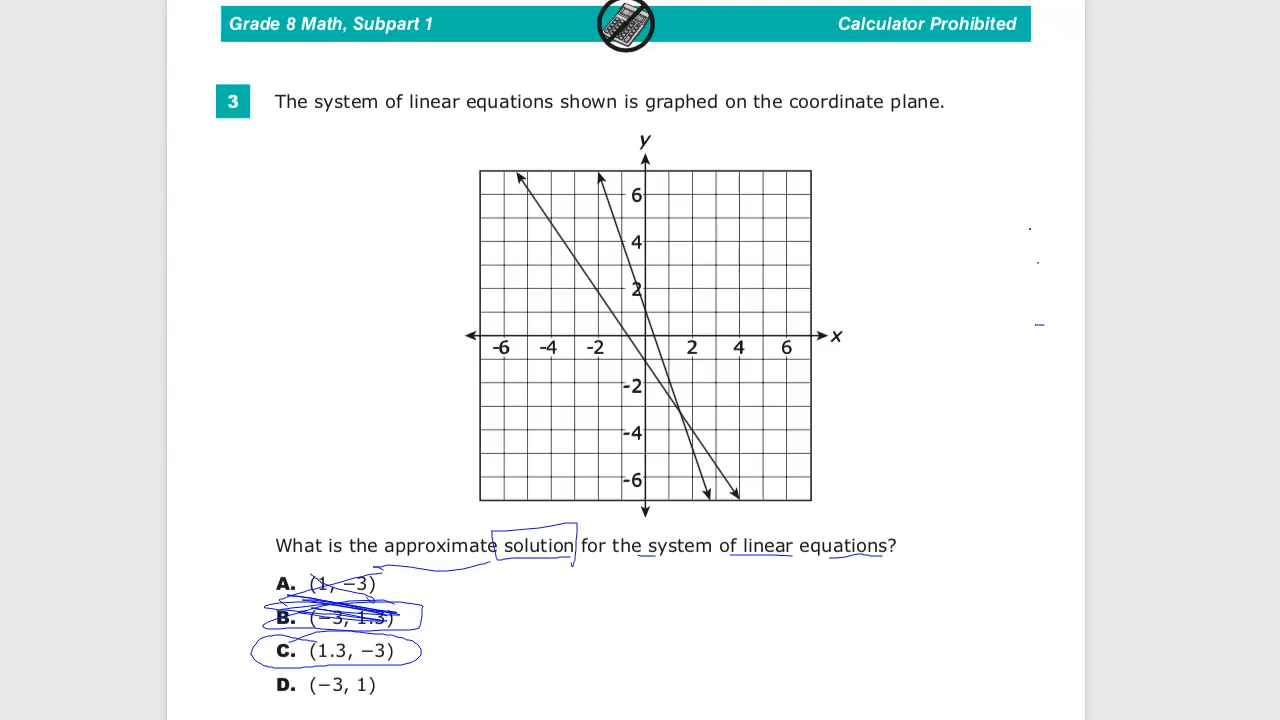 Grade 8 Math, Subpart 1 Calculator Prohibited
3 The system of linear equations shown is graphed on the coordinate plane.
y
6
4
2
-6 -4 -2 2 4 6 x
-2
-4
-6
What is the approximate solution for the system of linear equations?
A. (1, −3)
B. (−3, 1.3)
C. (1.3, −3)
D. (−3, 1)